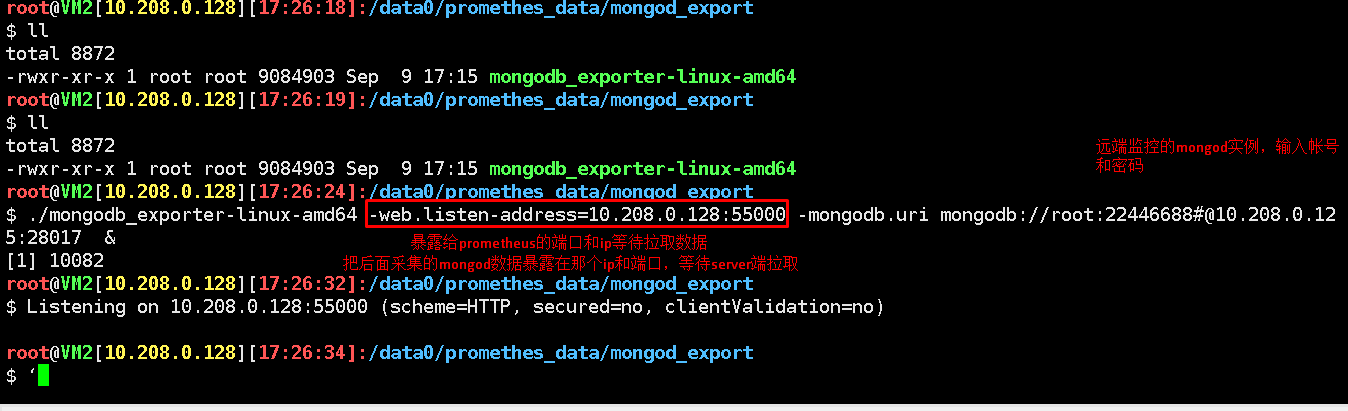 root@VM2[10.208.0.128][17:26:18]:/data0/promethes_data/mongod_export
$ ll
total 8872
-rwxr-xr-x 1 root root 9084903 Sep  9 17:15 mongodb_exporter-linux-amd64
root@VM2[10.208.0.128][17:26:19]:/data0/promethes_data/mongod_export
$ ll
total 8872
-rwxr-xr-x 1 root root 9084903 Sep  9 17:15 mongodb_exporter-linux-amd64
远端监控的mongod实例，输入帐号
和密码
root@VM2[10.208.0.128][17:26:24]:/data0/promethes_data/mongod_export
$ ./mongodb_exporter-linux-amd64 -web.listen-address=10.208.0.128:55000 -mongodb.uri mongodb://root:22446688#@10.208.0.12
5:28017  &
暴露给prometheus的端口和ip等待拉取数据
[1] 10082
把后面采集的mongod数据暴露在那个ip和端口，等待server端拉取
root@VM2[10.208.0.128][17:26:32]:/data0/promethes_data/mongod_export
$ Listening on 10.208.0.128:55000 (scheme=HTTP, secured=no, clientValidation=no)
root@VM2[10.208.0.128][17:26:34]:/data0/promethes_data/mongod_export
$ ‘